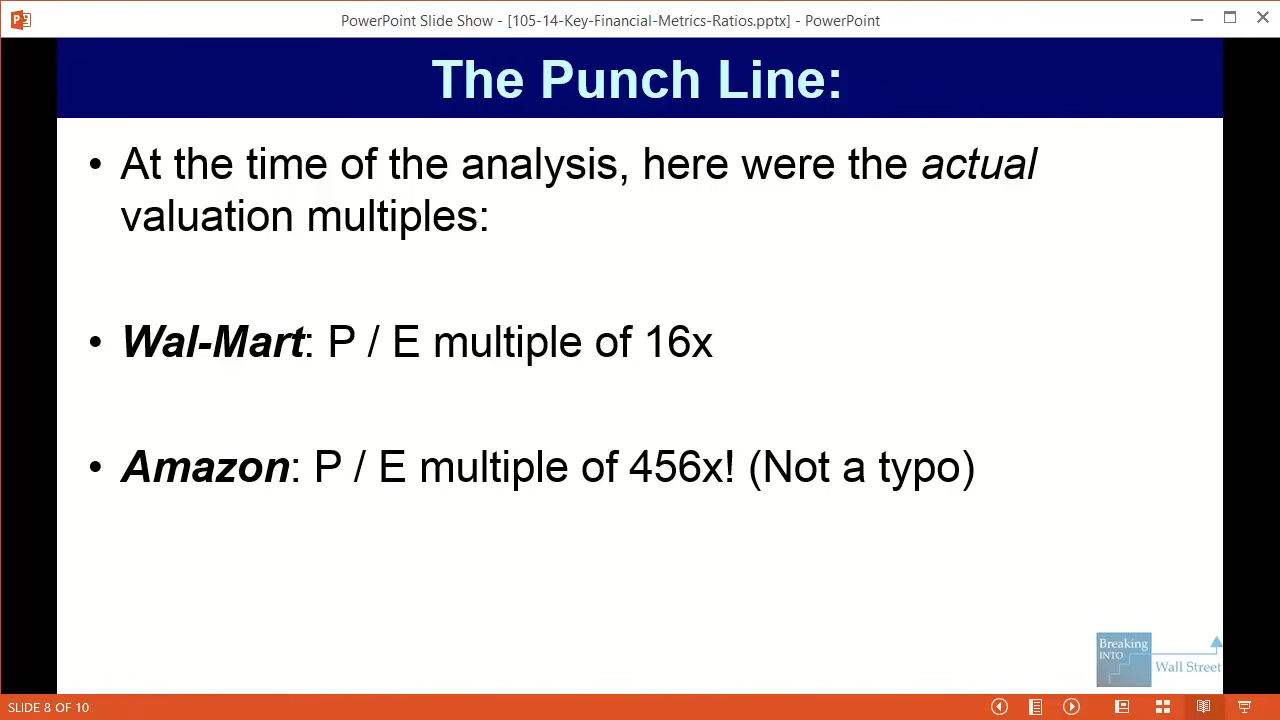 PowerPoint Slide Show - [105-14-Key-Financial-Metrics-Ratios.pptx] - PowerPoint
The Punch Line:
• At the time of the analysis, here were the actual
valuation multiples:
• Wal-Mart: P / E multiple of 16x
• Amazon: P / E multiple of 456x! (Not a typo)
Breaking
INTO
Wall Street
SLIDE 8 OF 10